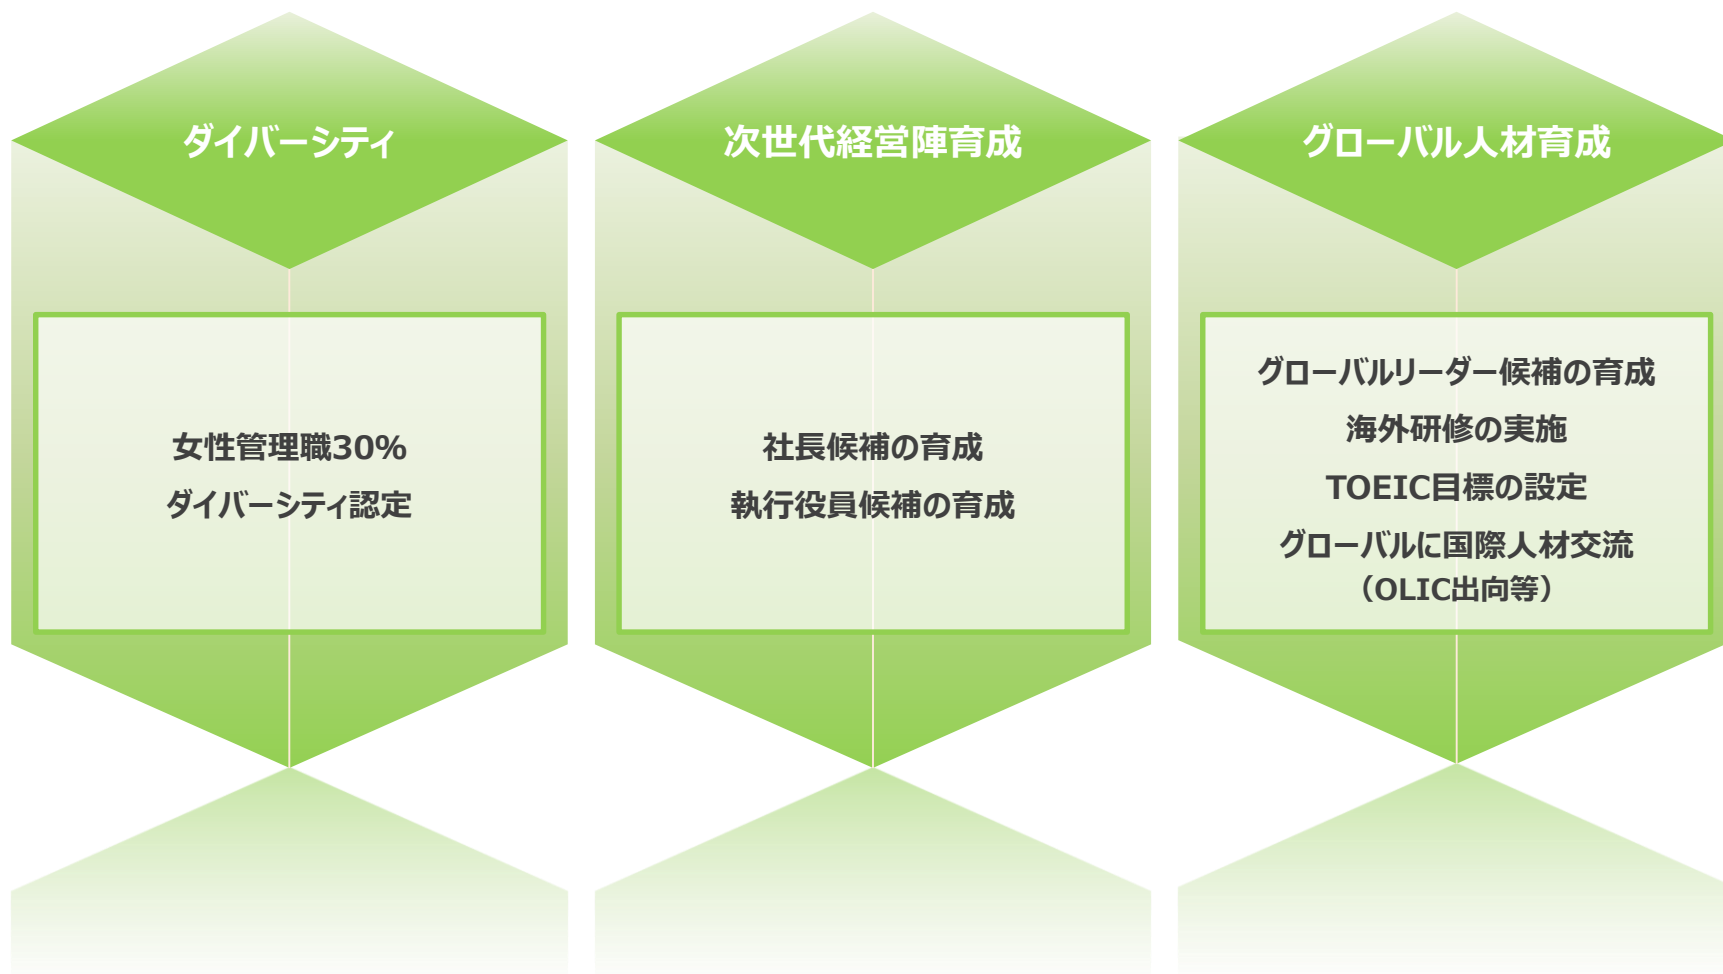 ダイバーシティ
女性管理職30%
ダイバーシティ認定
次世代経営陣育成
社長候補の育成
執行役員候補の育成
グローバル人材育成
グローバルリーダー候補の育成
海外研修の実施
TOEIC目標の設定
グローバルに国際人材交流
（OLIC出向等）